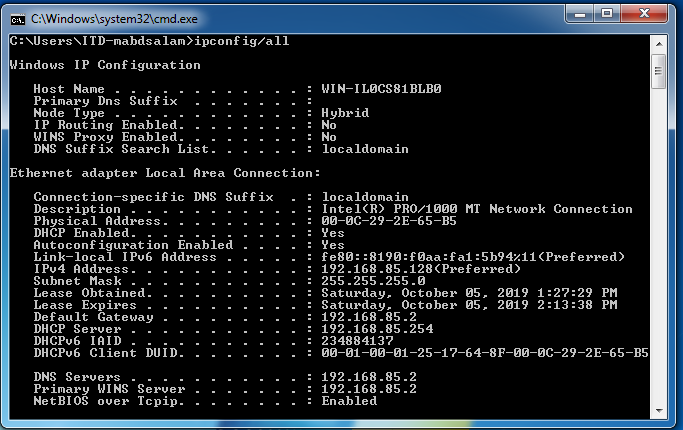 C:\Windows\system32\cmd.exe
C:\Users\ITD-mabdsalam>ipconfig/all
Windows IP Configuration
Host Name . . . . . . . . . . . . : WIN-IL0CS81BLB0
Primary Dns Suffix  . . . . . . . :
Node Type . . . . . . . . . . . . : Hybrid
IP Routing Enabled. . . . . . . . : No
WINS Proxy Enabled. . . . . . . . : No
DNS Suffix Search List. . . . . . : localdomain
Ethernet adapter Local Area Connection:
Connection-specific DNS Suffix  . : localdomain
Description . . . . . . . . . . . : Intel(R) PRO/1000 MT Network Connection
Physical Address. . . . . . . . . : 00-0C-29-2E-65-B5
DHCP Enabled. . . . . . . . . . . : Yes
Autoconfiguration Enabled . . . . : Yes
Link-local IPv6 Address . . . . . : fe80::8190:f0aa:fa1:5b94%11(Preferred)
IPv4 Address. . . . . . . . . . . : 192.168.85.128(Preferred)
Subnet Mask . . . . . . . . . . . : 255.255.255.0
Lease Obtained. . . . . . . . . . : Saturday, October 05, 2019 1:27:29 PM
Lease Expires . . . . . . . . . . : Saturday, October 05, 2019 2:13:38 PM
Default Gateway . . . . . . . . . : 192.168.85.2
DHCP Server . . . . . . . . . . . : 192.168.85.254
DHCPv6 IAID . . . . . . . . . . . : 234884137
DHCPv6 Client DUID. . . . . . . . : 00-01-00-01-25-17-64-8F-00-0C-29-2E-65-B5
DNS Servers . . . . . . . . . . . : 192.168.85.2
Primary WINS Server . . . . . . . : 192.168.85.2
NetBIOS over Tcpip. . . . . . . . : Enabled